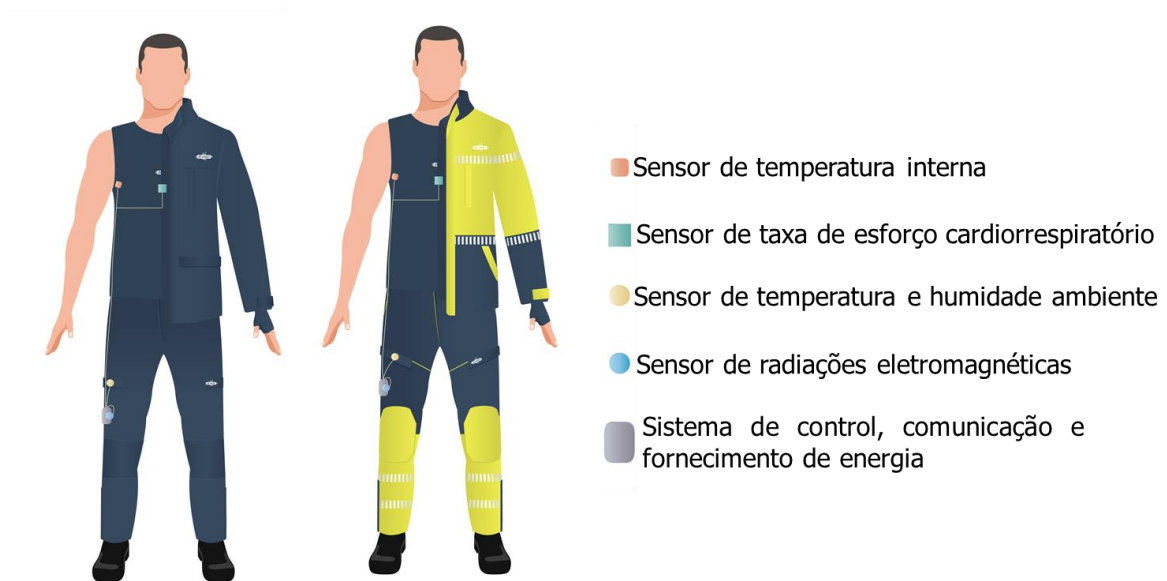 Sensor de temperatura interna
Sensor de taxa de esforço cardiorrespiratório
Sensor de temperatura e humidade ambiente
Sensor de radiações eletromagnéticas
Sistema de control, comunicação e
fornecimento de energia